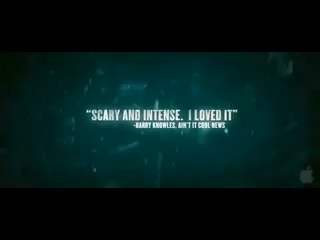 “SCARY AND INTENSE. I LOVED IT”
-HARRY KNOWLES, AIN'T IT COOL NEWS